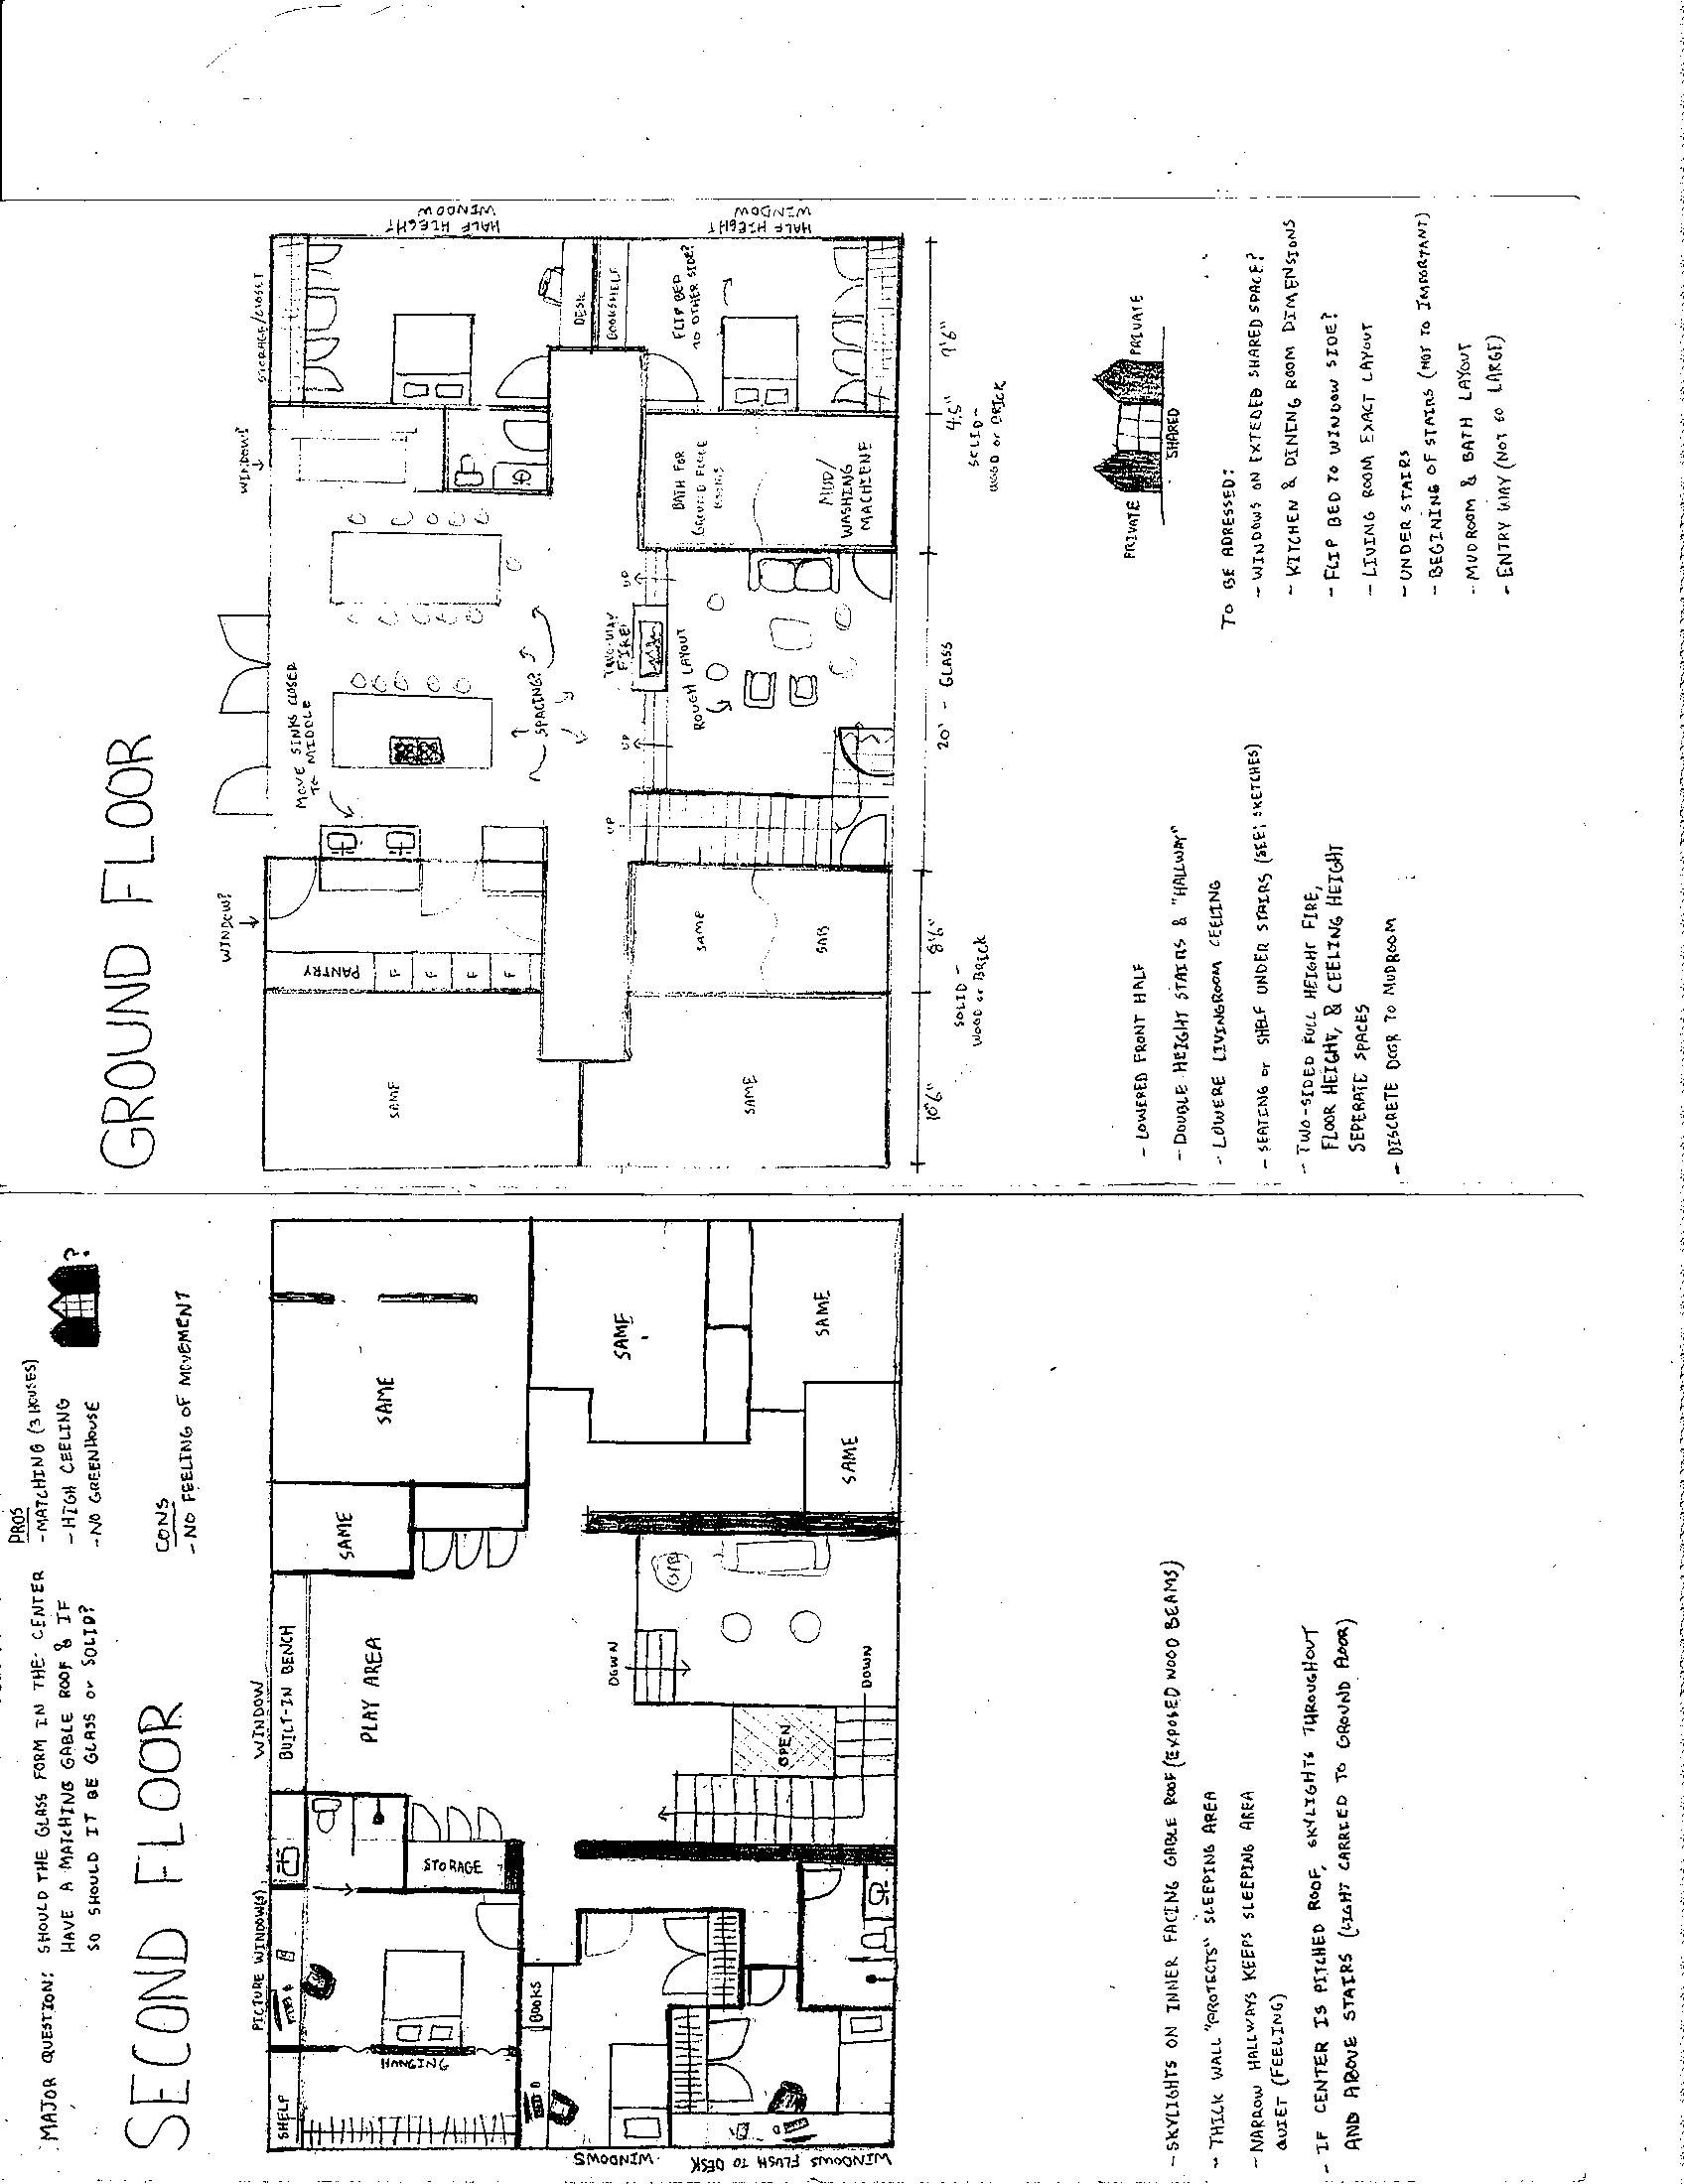 MAJOR QUESTION: SHOULD THE GLASS FORM IN THE CENTER
HAVE A MATCHING GABLE ROOF & IF
SO SHOULD IT BE GLASS or SOLID?
PROS
-MATCHING (3 HOUSES)
-HIGH CEELING
-NO GREENHOUSE
?
CONS
-NO FEELING OF MOVEMENT
SECOND FLOOR
PICTURE WINDOW(S)
WINDOW
SHELF
BUILT-IN BENCH
SAME
SAME
PLAY AREA
HANGING
STORAGE
BOOKS
DOWN
SAME
OPEN
DOWN
SAME
SAME
WINDOWS
WINDOWS FLUSH TO DESK
-SKYLIGHTS ON INNER FACING GABLE ROOF (EXPOSED WOOD BEAMS)
- THICK WALL "PROTECTS" SLEEPING AREA
-NARROW HALLWAYS KEEPS SLEEPING AREA
QUIET (FEELING)
- IF CENTER IS PITCHED ROOF, SKYLIGHTS THROUGHOUT
AND ABOVE STAIRS (LIGHT CARRIED TO GROUND FLOOR)
GROUND FLOOR
WINDOW?
WINDOW?
STORAGE/CLOSET
MOVE SINKS CLOSER
TO MIDDLE
PANTRY
F
F
F
F
SAME
SPACING?
DESK
BOOKSHELF
TWO-WAY
FIRE
UP
UP
UP
ROUGH LAYOUT
BATH FOR
GROUND FLOOR
FLIP BED
TO OTHER SIDE?
SAME
SAME
MUD/
WASHING
MACHIENE
SAME
HALF HIEGHT
WINDOW
HALF HIEGHT
WINDOW
10'6"
8'6"
20' - GLASS
9'6"
SOLID-
WOOD or BRICK
SOLID-
WOOD or BRICK
- LOWERED FRONT HALF
-DOUBLE HEIGHT STAIRS & "HALLWAY"
- LOWERE LIVINGROOM CEELING
- SEATING or SHELF UNDER STAIRS (SEE: SKETCHES)
- TWO-SIDED FULL HEIGHT FIRE,
FLOOR HEIGHT, & CEELING HEIGHT
SEPERATE SPACES
- DISCRETE DOOR TO MUDROOM
PRIVATE
SHARED
PRIVATE
TO BE ADRESSED:
- WINDOWS ON EXTEDED SHARED SPACE?
- KITCHEN & DINING ROOM DIMENSIONS
- FLIP BED TO WINDOW SIDE?
- LIVING ROOM EXACT LAYOUT
-UNDER STAIRS
- BEGINING OF STAIRS (NOT TO IMPORTANT)
- MUDROOM & BATH LAYOUT
- ENTRY WAY (NOT SO LARGE)